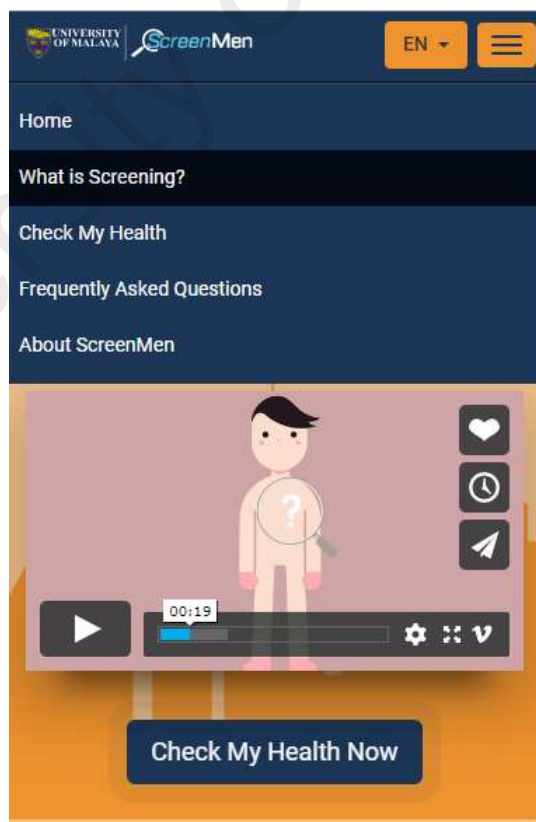 UNIVERSITY
OF MALAYA
ScreenMen
EN
Home
What is Screening?
Check My Health
Frequently Asked Questions
About ScreenMen
?
00:19
Check My Health Now